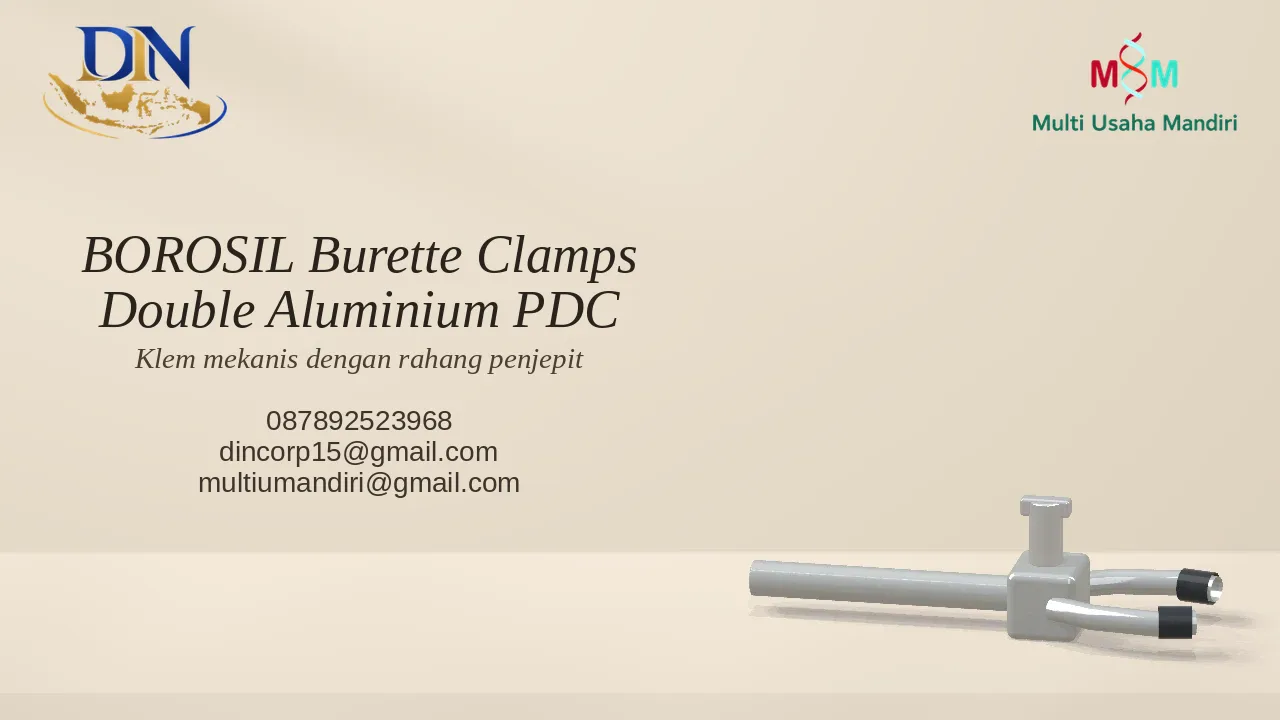 DIN
MSM
Multi Usaha Mandiri
BOROSIL Burette Clamps
Double Aluminium PDC
Klem mekanis dengan rahang penjepit
087892523968
dincorp15@gmail.com
multiumandiri@gmail.com